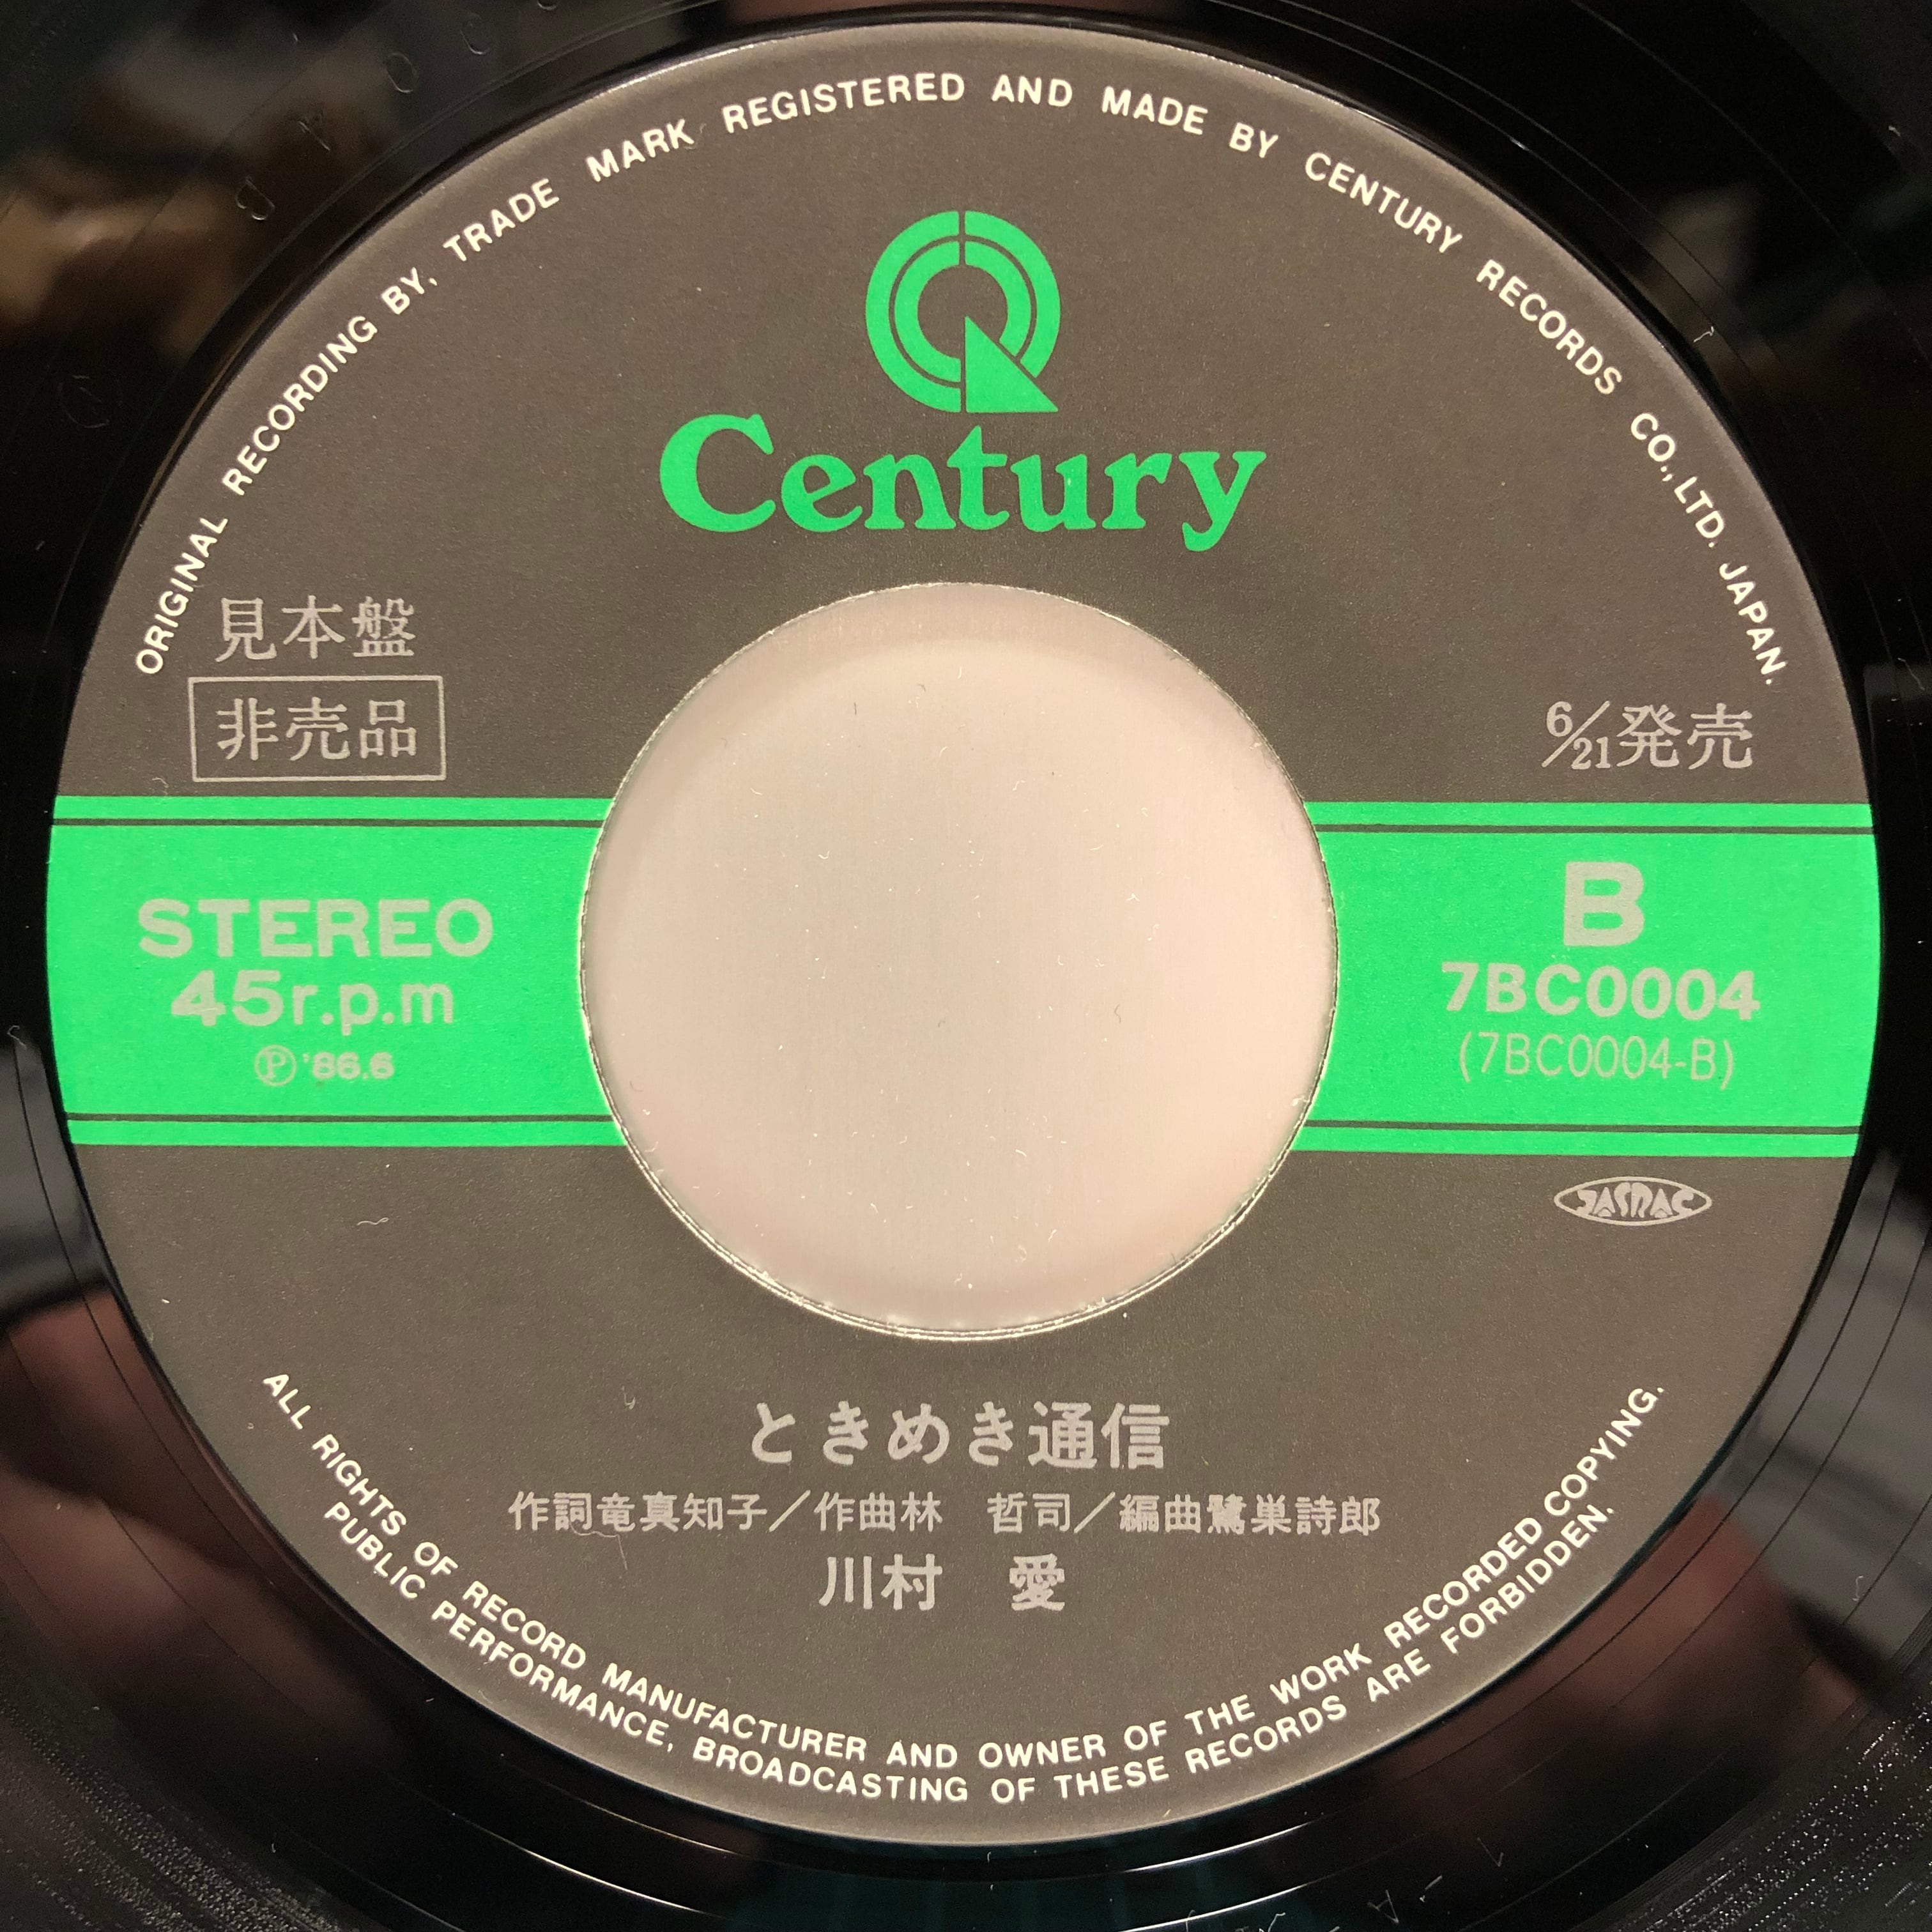 ORIGINAL RECORDING BY, TRADE MARK REGISTERED AND MADE BY CENTURY RECORDS CO.,LTD. JAPAN.
Century
見本盤
非売品
6/21発売
STEREO
45r.p.m
Ⓟ'86.6
B
7BC0004
(7BC0004-B)
JASRAC
ときめき通信
作詞竜真知子／作曲林　哲司／編曲鷺巣詩郎
川村　愛
ALL RIGHTS OF RECORD MANUFACTURER AND OWNER OF THE WORK RECORDED COPYING.
PUBLIC PERFORMANCE, BROADCASTING OF THESE RECORDS ARE FORBIDDEN.